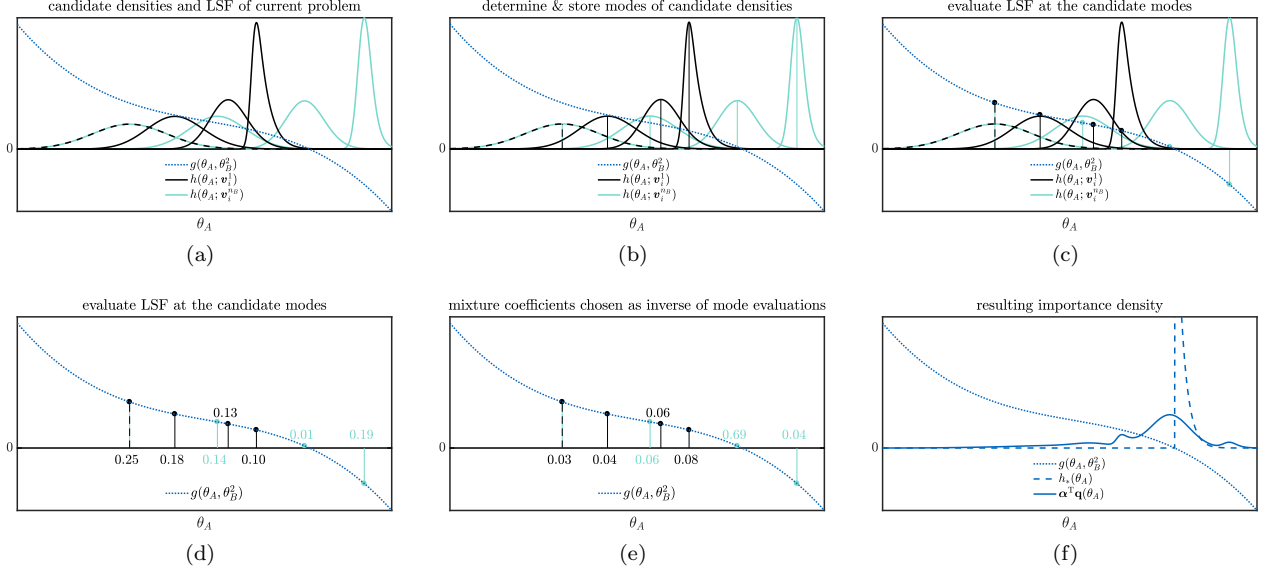 candidate densities and LSF of current problem
0
g(θ_A, θ_B^2)
h(θ_A; v_i^1)
h(θ_A; v_i^{n_B})
θ_A
(a)
determine & store modes of candidate densities
0
g(θ_A, θ_B^2)
h(θ_A; v_i^1)
h(θ_A; v_i^{n_B})
θ_A
(b)
evaluate LSF at the candidate modes
0
g(θ_A, θ_B^2)
h(θ_A; v_i^1)
h(θ_A; v_i^{n_B})
θ_A
(c)
evaluate LSF at the candidate modes
0.13
0.01 0.19
0
0.25 0.18 0.14 0.10
g(θ_A, θ_B^2)
θ_A
(d)
mixture coefficients chosen as inverse of mode evaluations
0.06
0.69 0.04
0
0.03 0.04 0.06 0.08
g(θ_A, θ_B^2)
θ_A
(e)
resulting importance density
0
g(θ_A, θ_B^2)
h_*(θ_A)
α^T q(θ_A)
θ_A
(f)